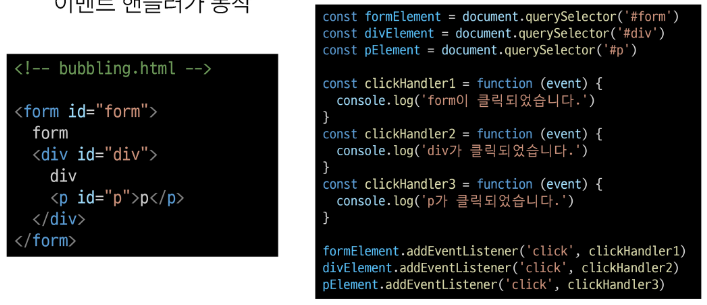 이벤트 핸들러가 동작
<!-- bubbling.html -->
<form id="form">
form
<div id="div">
div
<p id="p">p</p>
</div>
</form>
const formElement = document.querySelector('#form')
const divElement = document.querySelector('#div')
const pElement = document.querySelector('#p')
const clickHandler1 = function (event) {
console.log('form이 클릭되었습니다.')
}
const clickHandler2 = function (event) {
console.log('div가 클릭되었습니다.')
}
const clickHandler3 = function (event) {
console.log('p가 클릭되었습니다.')
}
formElement.addEventListener('click', clickHandler1)
divElement.addEventListener('click', clickHandler2)
pElement.addEventListener('click', clickHandler3)